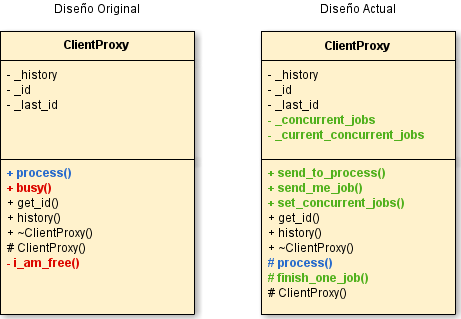 Diseño Original
ClientProxy
- _history
- _id
- _last_id
+ process()
+ busy()
+ get_id()
+ history()
+ ~ClientProxy()
# ClientProxy()
- i_am_free()
Diseño Actual
ClientProxy
- _history
- _id
- _last_id
- _concurrent_jobs
- _current_concurrent_jobs
+ send_to_process()
+ send_me_job()
+ set_concurrent_jobs()
+ get_id()
+ history()
+ ~ClientProxy()
# process()
# finish_one_job()
# ClientProxy()